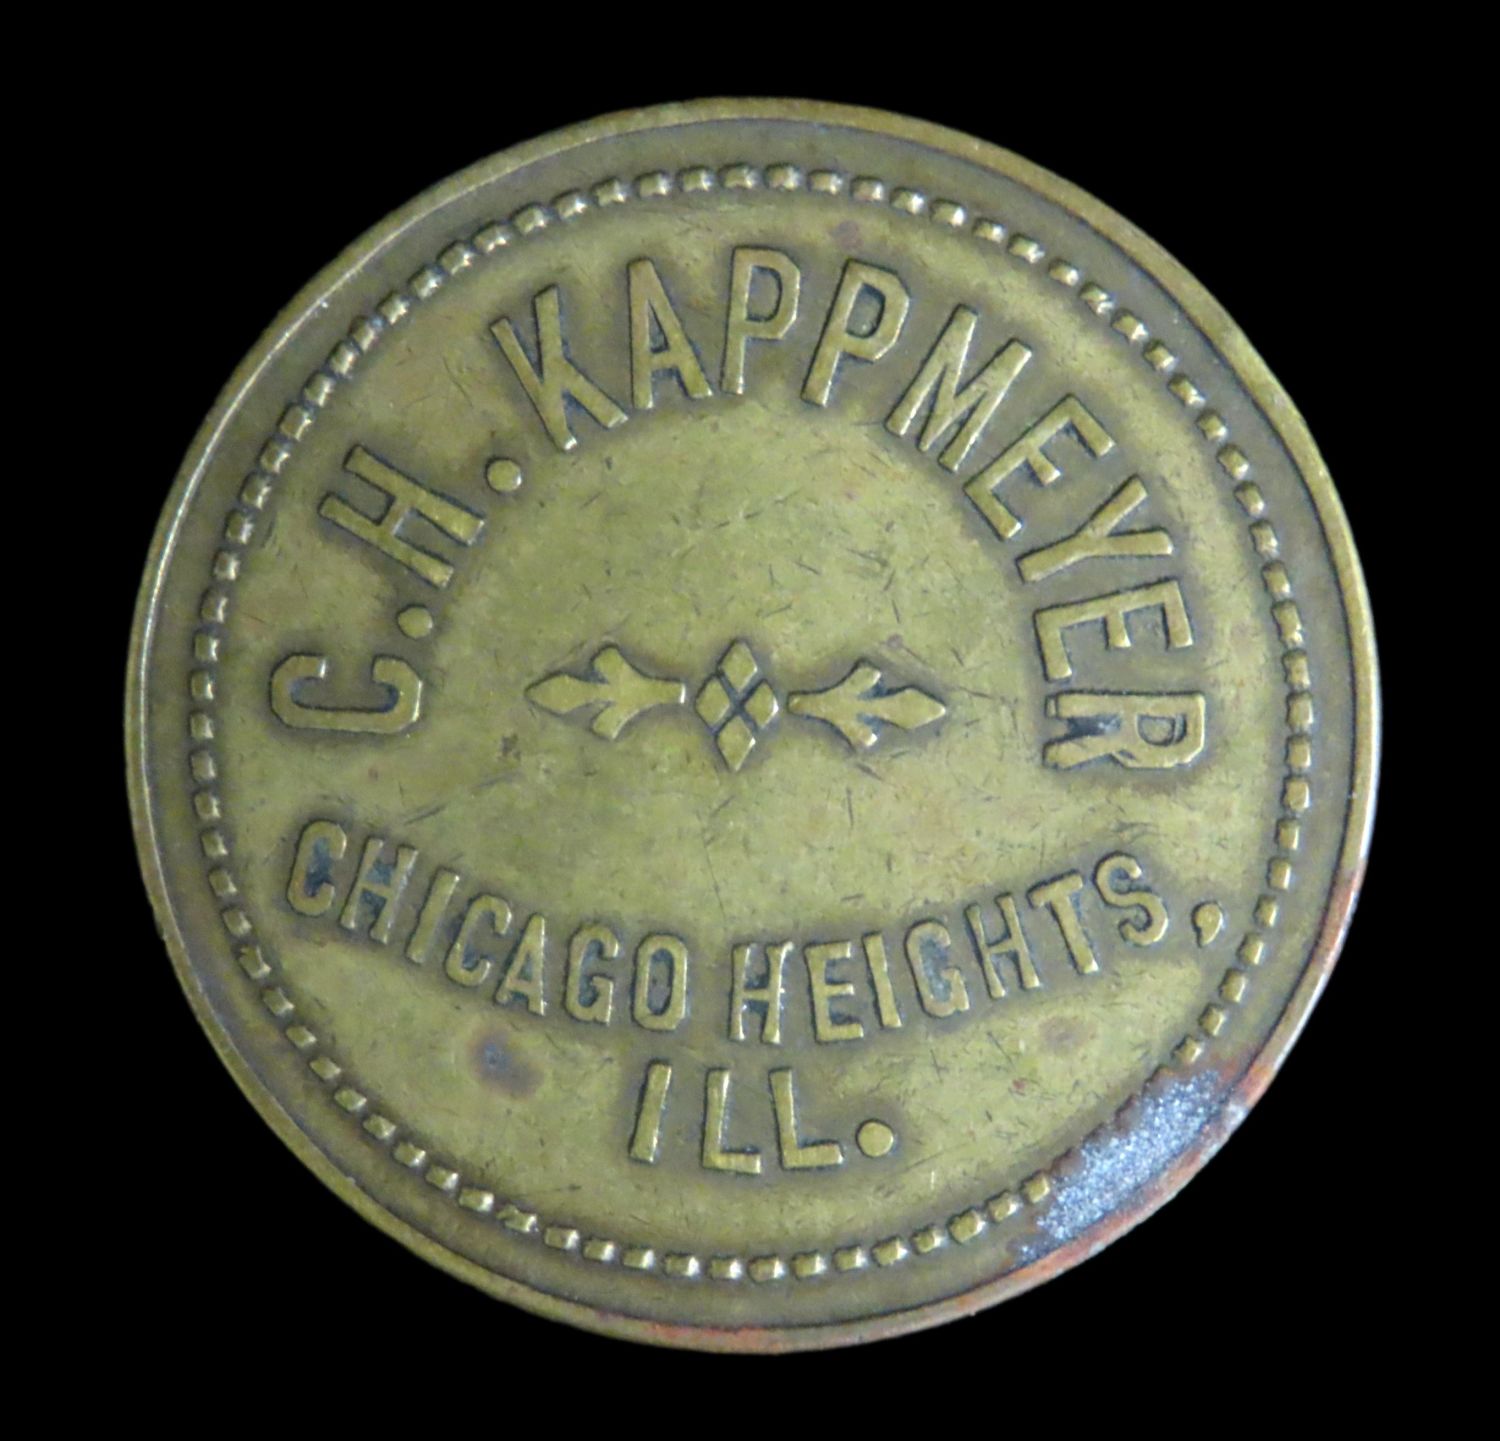 C.H.KAPPMEYER
CHICAGO HEIGHTS,
ILL.